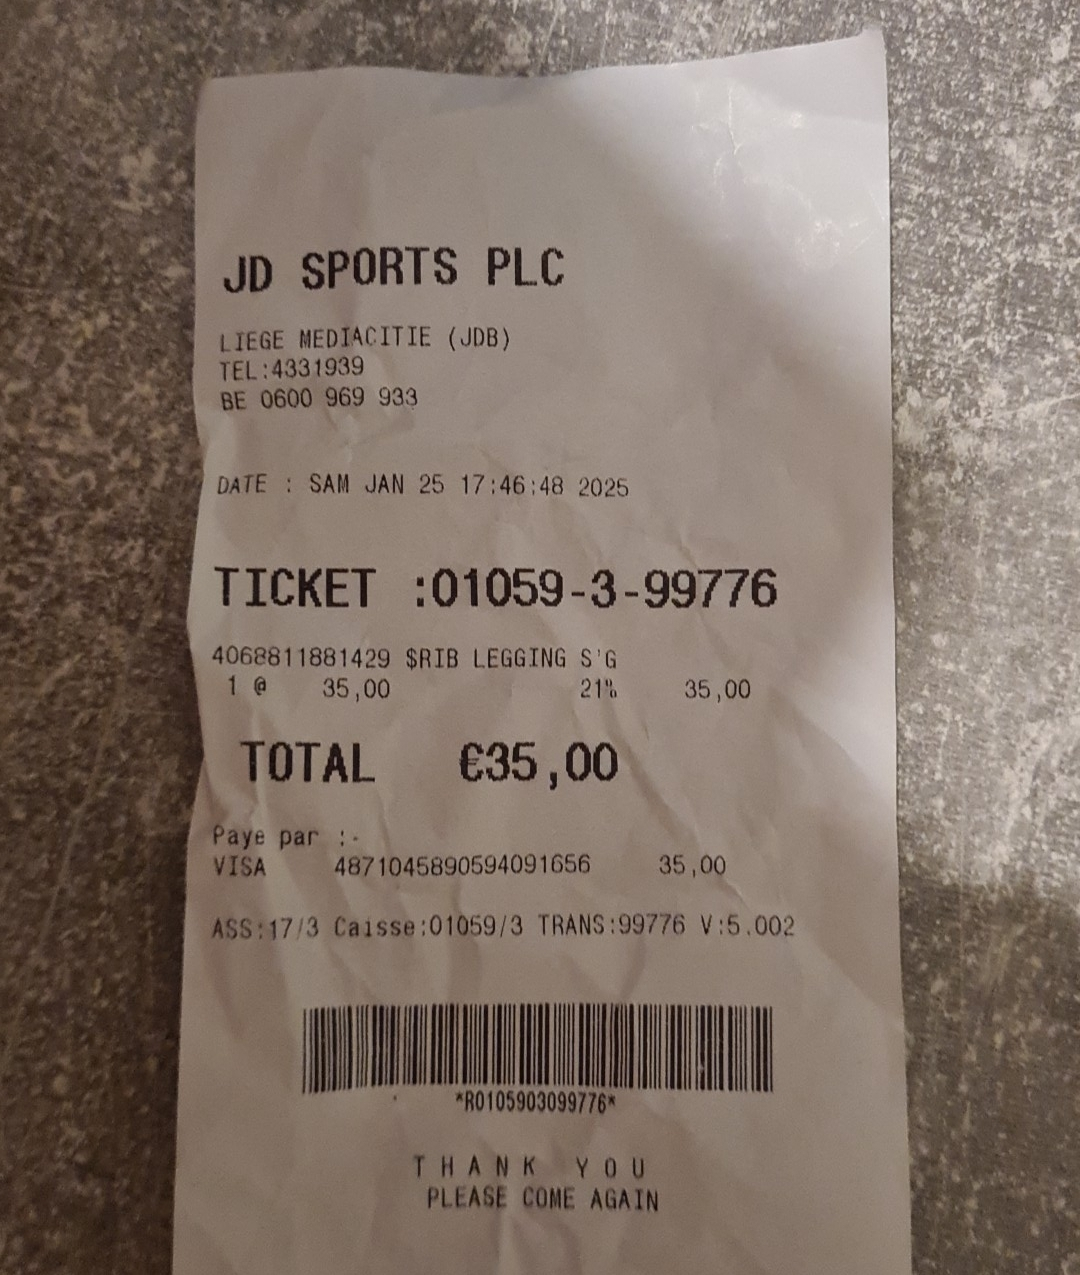 JD SPORTS PLC
LIEGE MEDIACITIE (JDB)
TEL:4331939
BE 0600 969 933
DATE : SAM JAN 25 17:46:48 2025
TICKET :01059-3-99776
4068811881429 $RIB LEGGING S'G
1 @ 35,00 21% 35,00
TOTAL €35,00
Paye par :-
VISA 4871045890594091656 35,00
ASS:17/3 Caisse:01059/3 TRANS:99776 V:5.002
*R0105903099776*
THANK YOU
PLEASE COME AGAIN